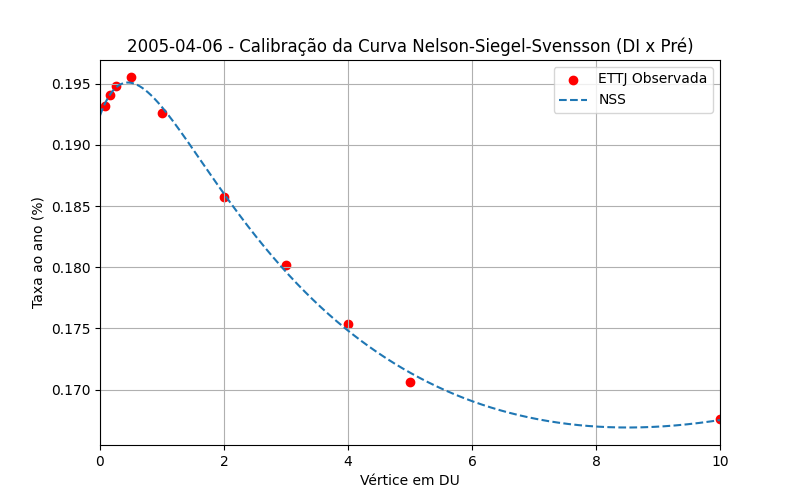 2005-04-06 - Calibração da Curva Nelson-Siegel-Svensson (DI x Pré)
ETTJ Observada
NSS
Taxa ao ano (%)
0.195
0.190
0.185
0.180
0.175
0.170
0 2 4 6 8 10
Vértice em DU